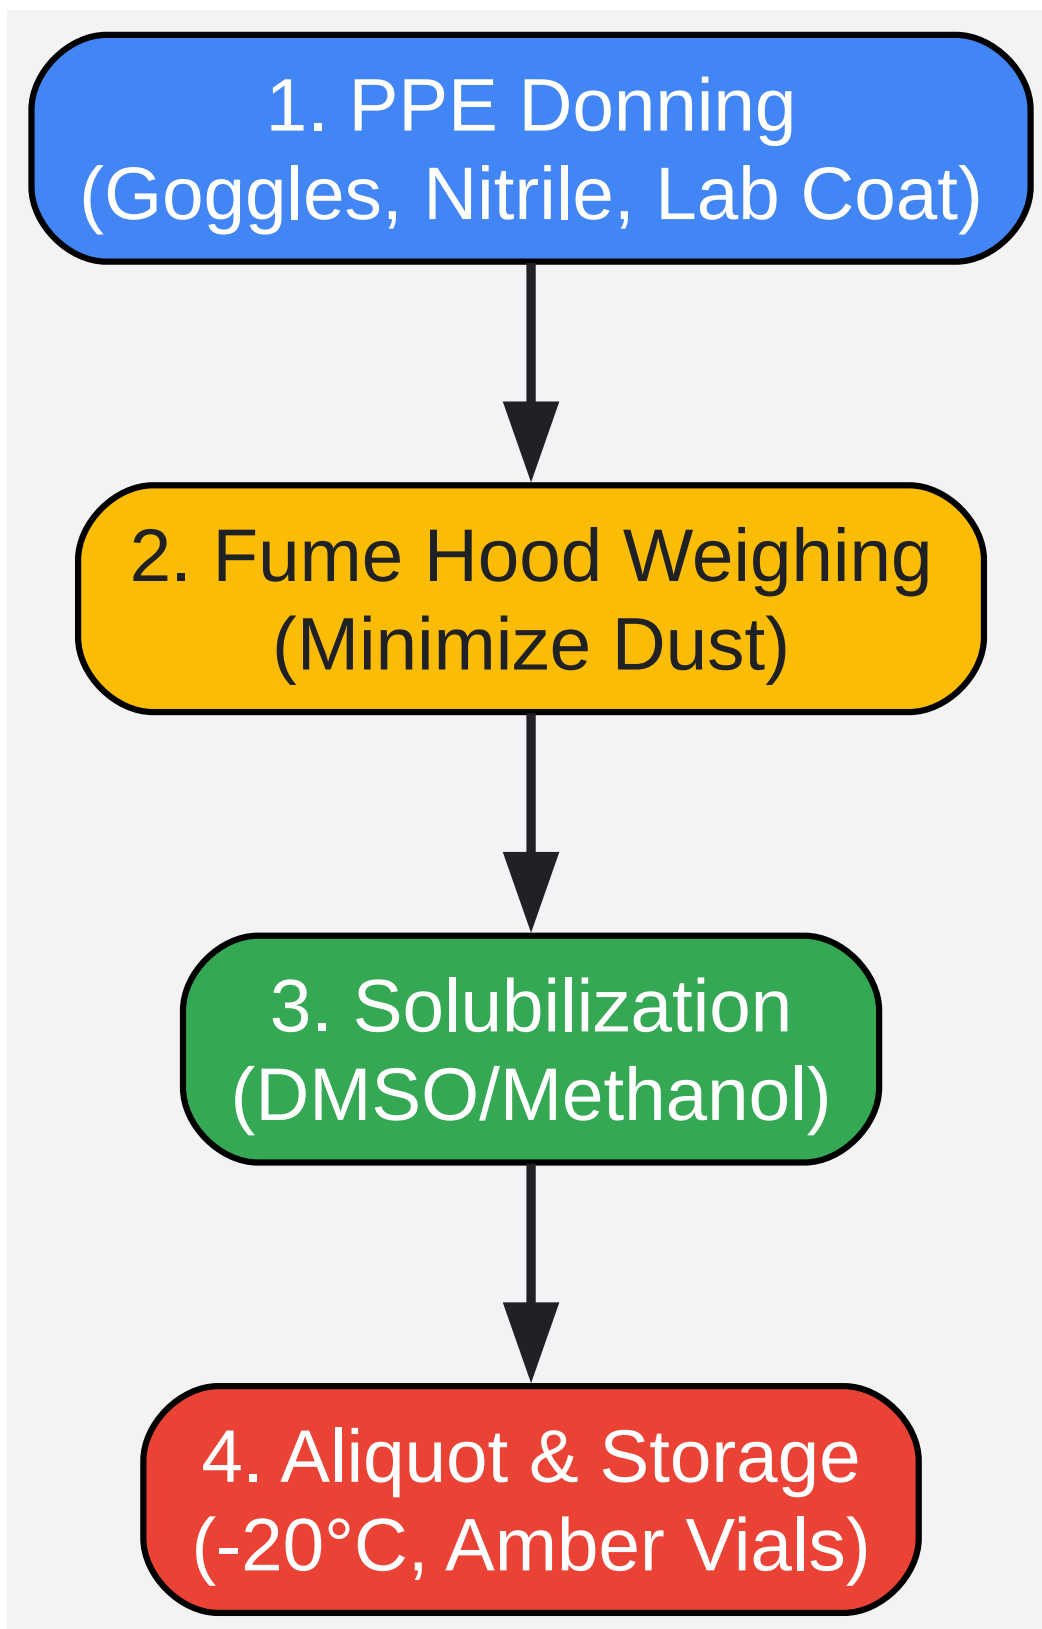 1. PPE Donning
(Goggles, Nitrile, Lab Coat)
2. Fume Hood Weighing
(Minimize Dust)
3. Solubilization
(DMSO/Methanol)
4. Aliquot & Storage
(-20°C, Amber Vials)